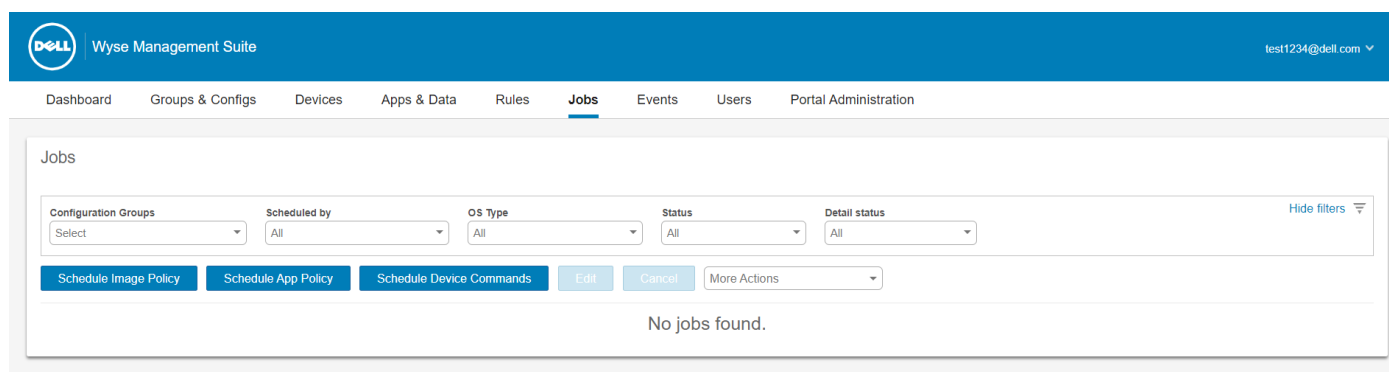 DELL Wyse Management Suite test1234@dell.com
Dashboard Groups & Configs Devices Apps & Data Rules Jobs Events Users Portal Administration
Jobs
Configuration Groups Scheduled by OS Type Status Detail status Hide filters
Select All All All All
Schedule Image Policy Schedule App Policy Schedule Device Commands Edit Cancel More Actions
No jobs found.